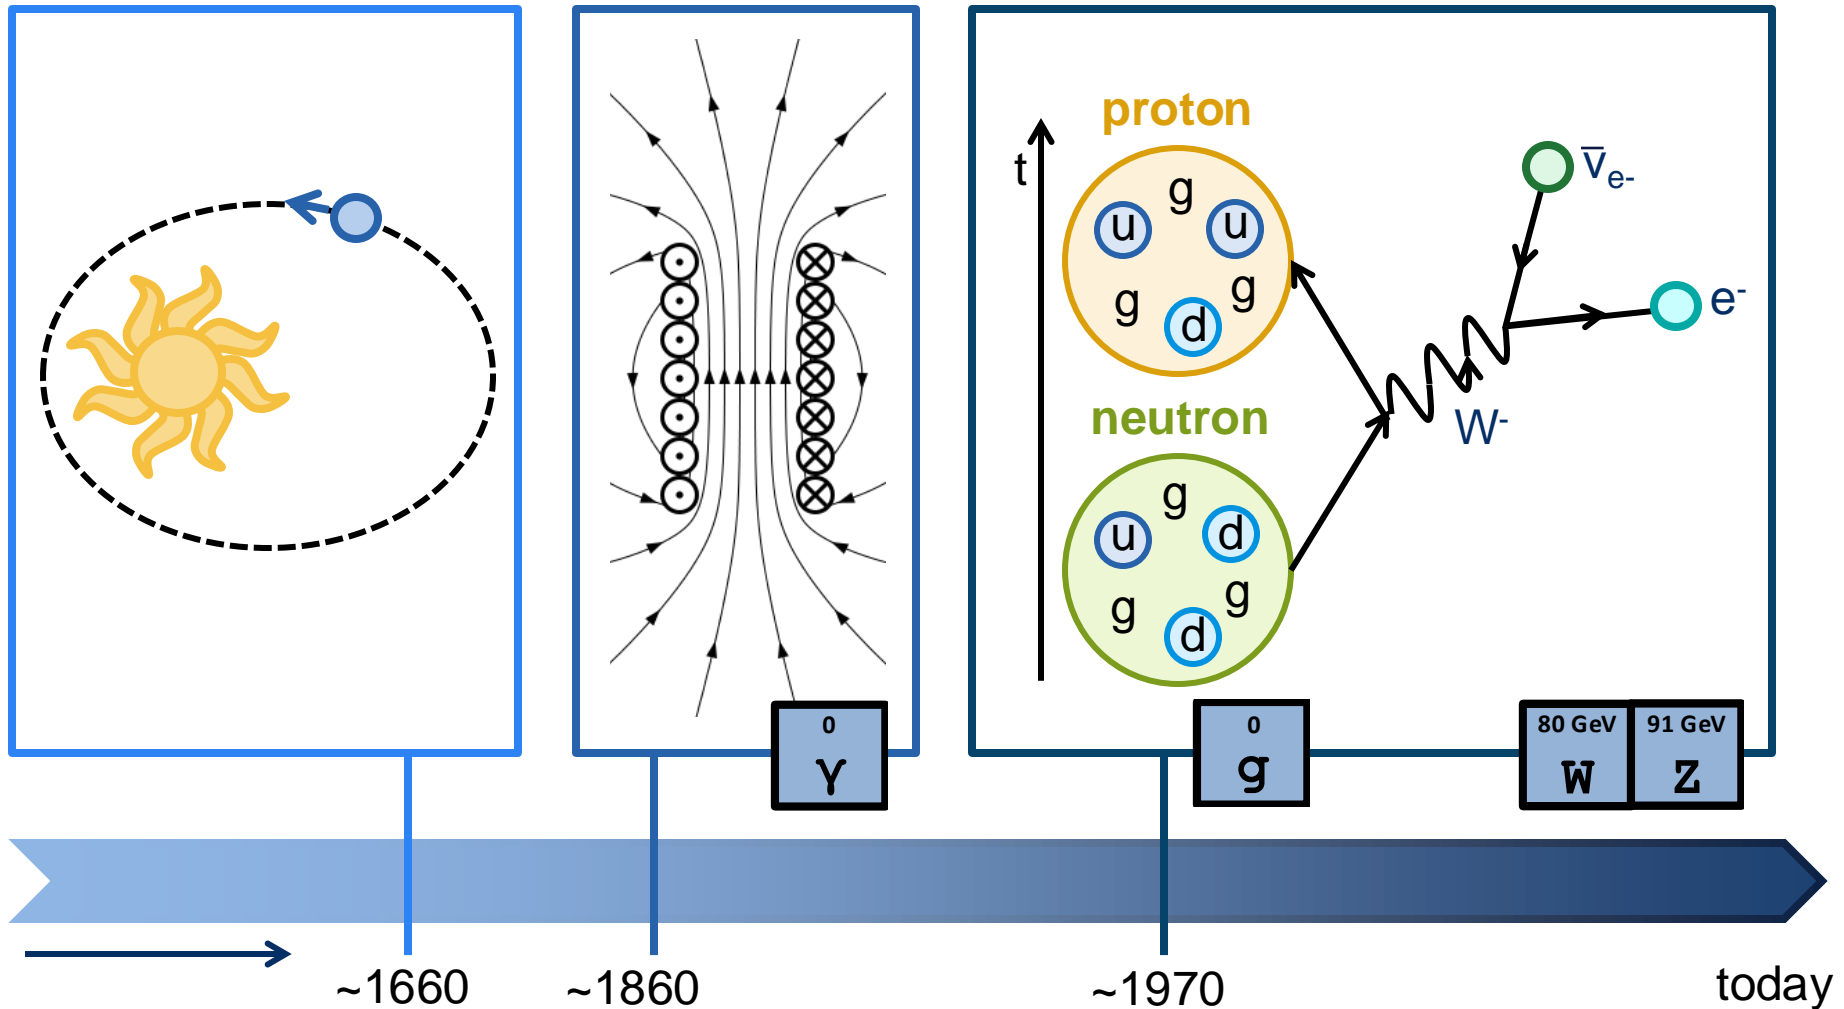 proton
t
g
u
u
g
g
d
neutron
g
u
d
g
g
d
ν̅e-
e-
W-
0
γ
0
g
80 GeV
W
91 GeV
Z
~1660
~1860
~1970
today